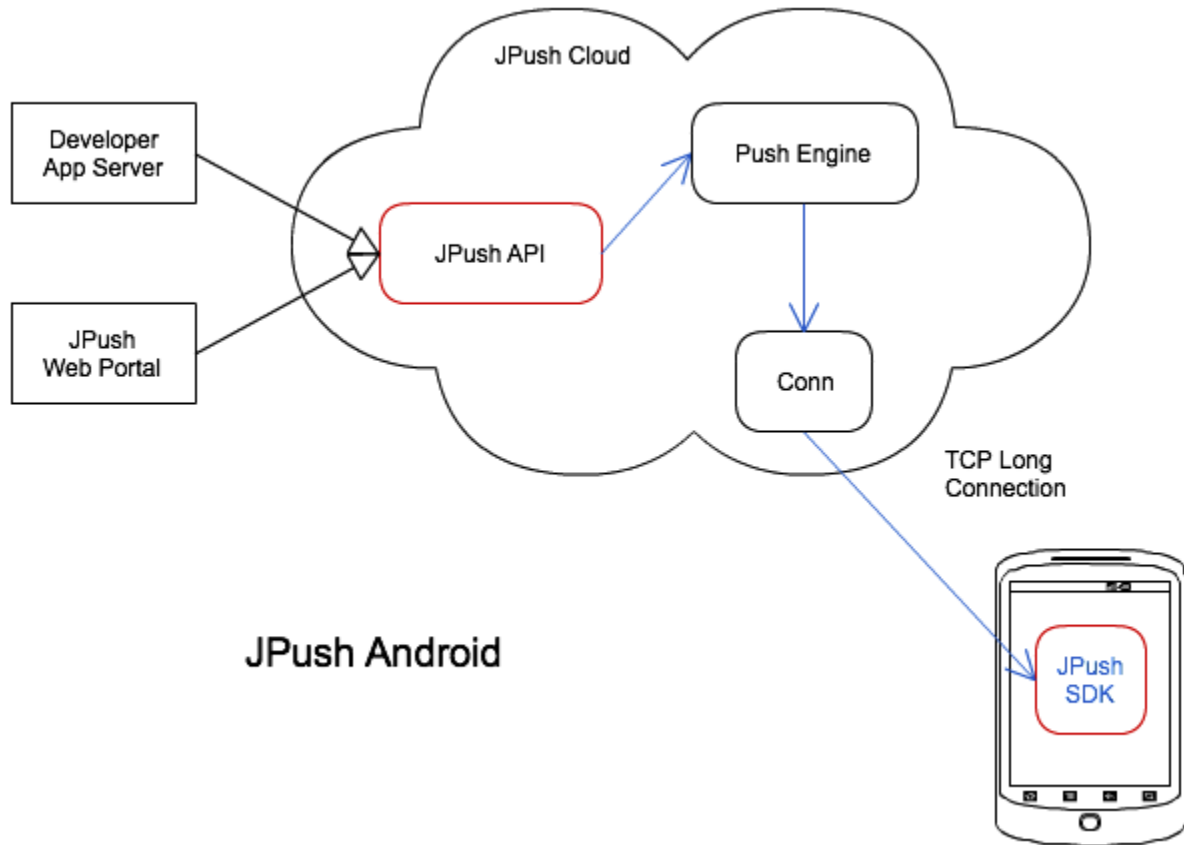 JPush Cloud
Developer
App Server
Push Engine
JPush API
JPush
Web Portal
Conn
TCP Long
Connection
JPush Android
JPush
SDK